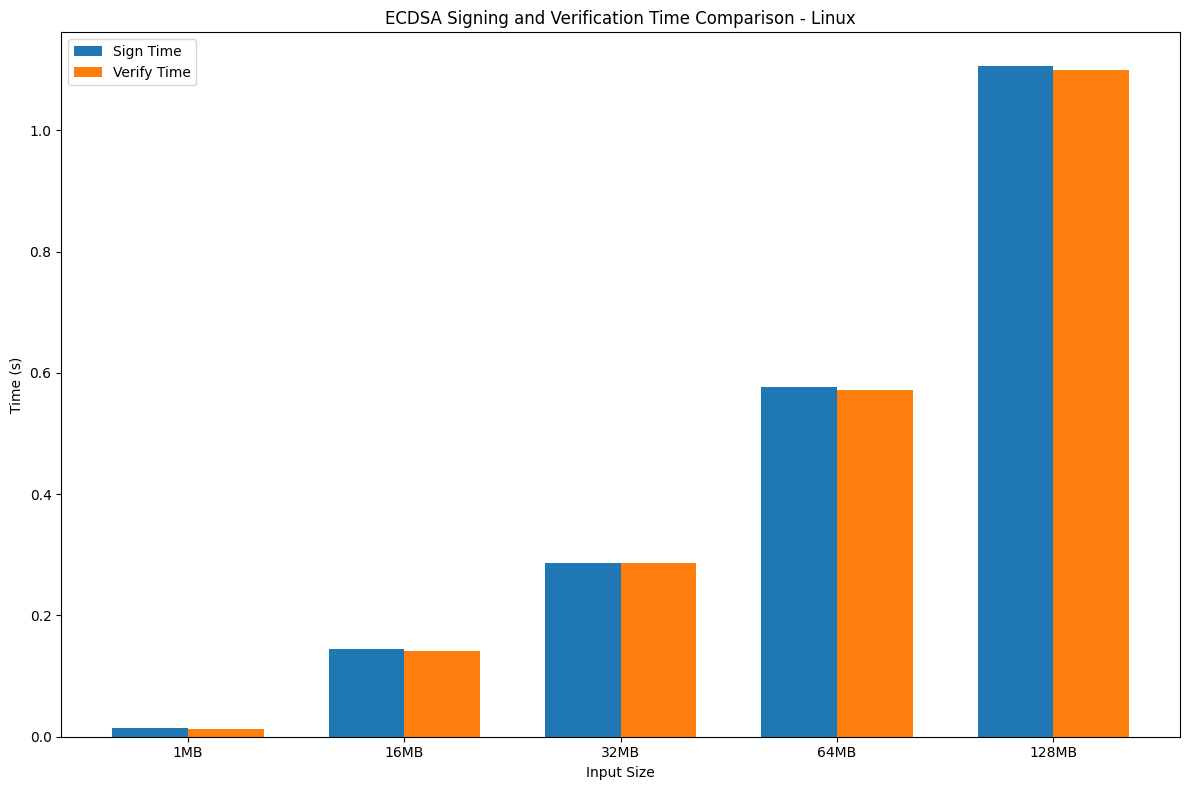 ECDSA Signing and Verification Time Comparison - Linux
Sign Time
Verify Time
Time (s)
1.0
0.8
0.6
0.4
0.2
0.0
1MB 16MB 32MB 64MB 128MB
Input Size